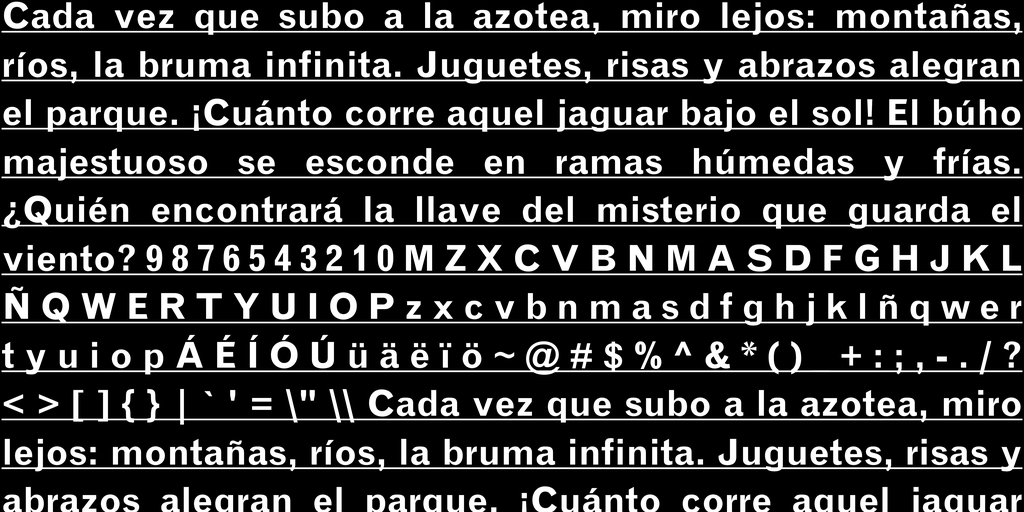 Cada vez que subo a la azotea, miro lejos: montañas,
ríos, la bruma infinita. Juguetes, risas y abrazos alegran
el parque. ¡Cuánto corre aquel jaguar bajo el sol! El búho
majestuoso se esconde en ramas húmedas y frías.
¿Quién encontrará la llave del misterio que guarda el
viento? 9 8 7 6 5 4 3 2 1 0 M Z X C V B N M A S D F G H J K L
Ñ Q W E R T Y U I O P z x c v b n m a s d f g h j k l ñ q w e r
t y u i o p Á É Í Ó Ú ü ä ë ï ö ~ @ # $ % ^ & * ( ) + : ; , - . / ?
< > [ ] { } | ` ' = \" \\ Cada vez que subo a la azotea, miro
lejos: montañas, ríos, la bruma infinita. Juguetes, risas y
abrazos alegran el parque. ¡Cuánto corre aquel jaguar